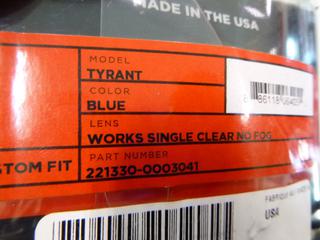 MADE IN THE USA
MODEL
TYRANT
COLOR
BLUE
LENS
WORKS SINGLE CLEAR NO FOG
STOM FIT
PART NUMBER
221330-0003041
USA